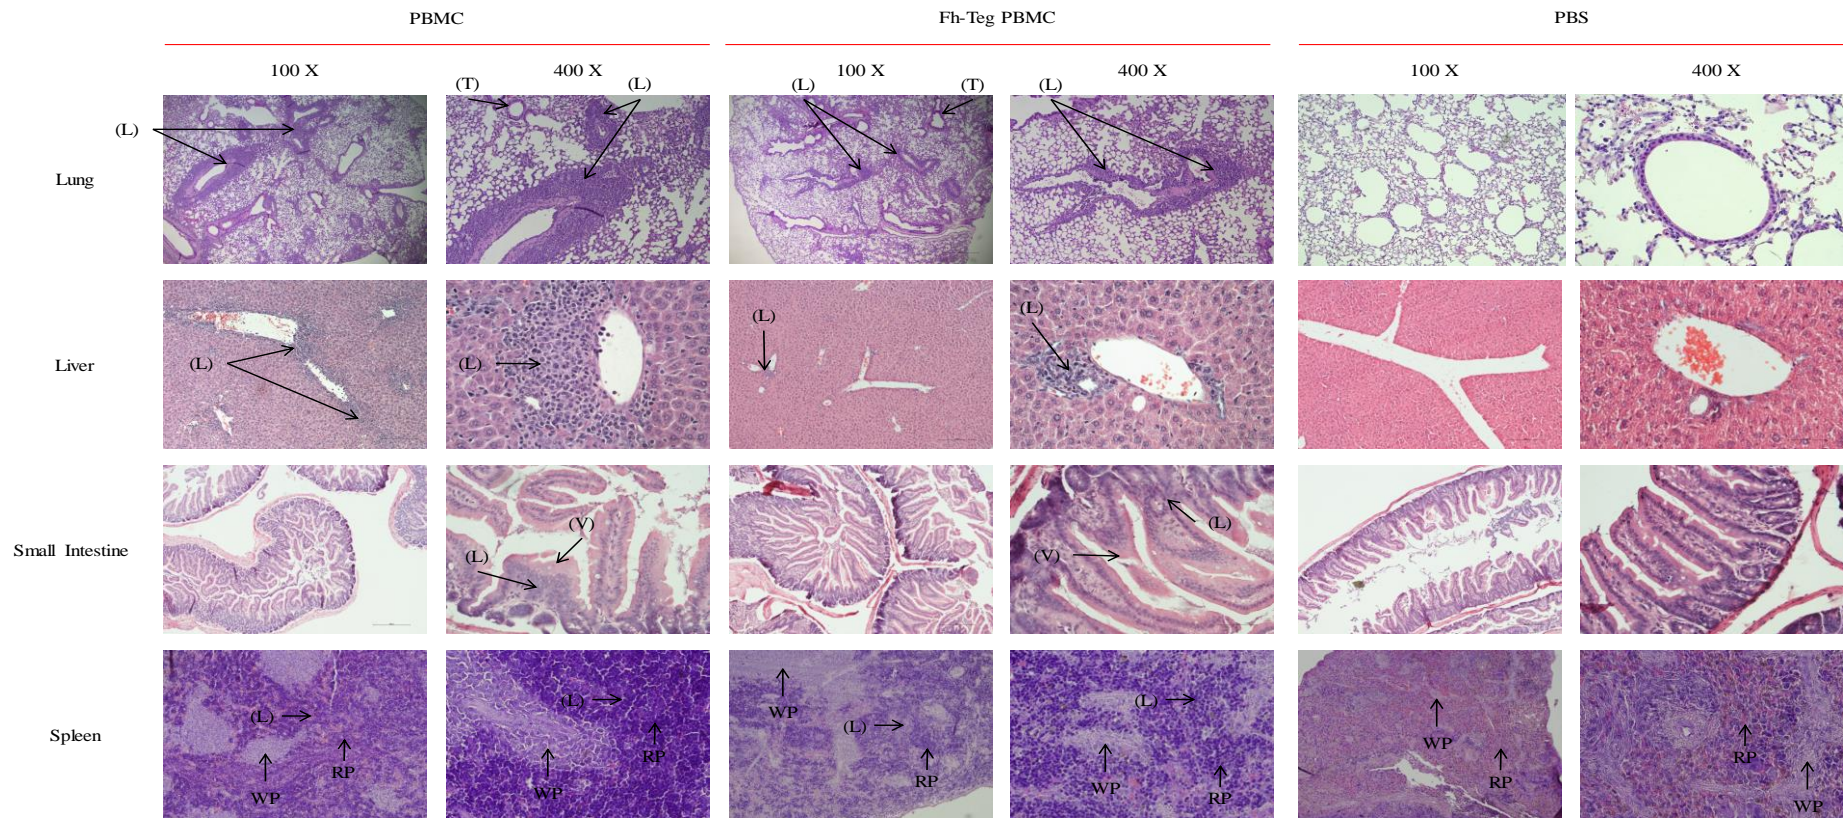 PBMC Fh-Teg PBMC PBS
100 X 400 X 100 X 400 X 100 X 400 X
(T) (L) (L) (T) (L)
(L)
Lung
(L)
(L) (L) (L)
Liver
(V) (L)
(L) (V)
Small Intestine
(L) (L) (L) (L)
WP
Spleen
WP RP WP RP RP WP RP WP RP RP WP